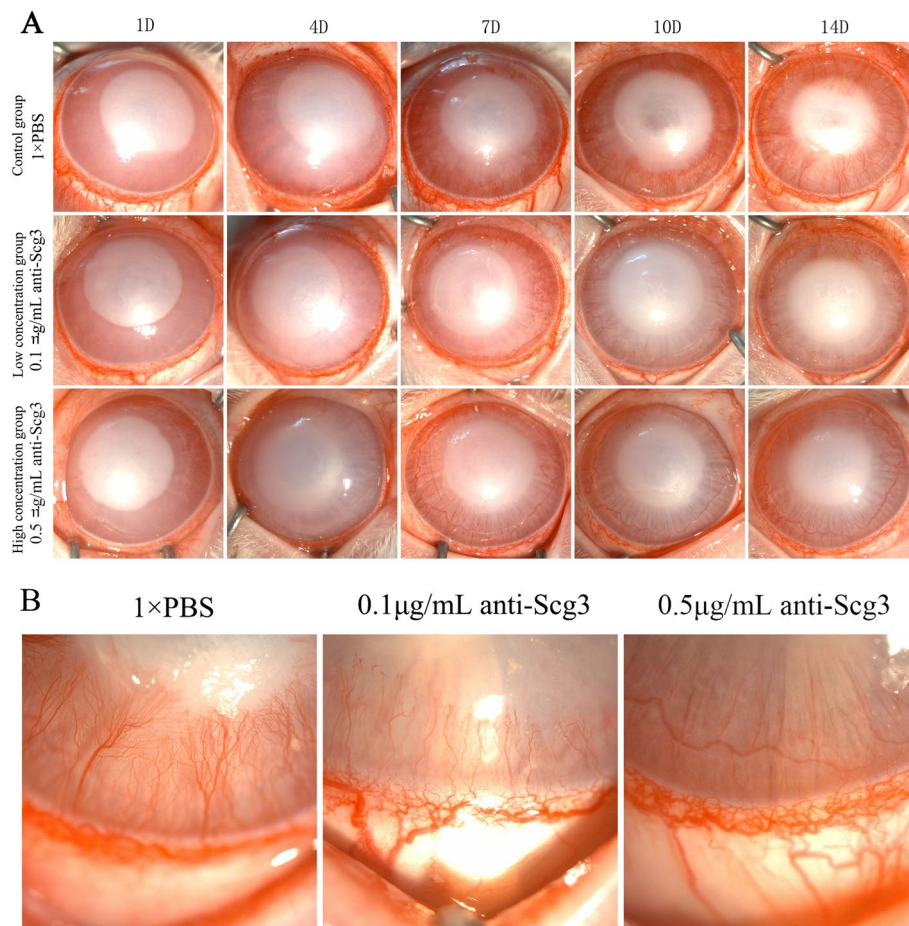 A
1D 4D 7D 10D 14D
Control group
1×PBS
Low concentration group
0.1 =g/mL anti-Scg3
High concentration group
0.5 =g/mL anti-Scg3
B
1×PBS 0.1μg/mL anti-Scg3 0.5μg/mL anti-Scg3